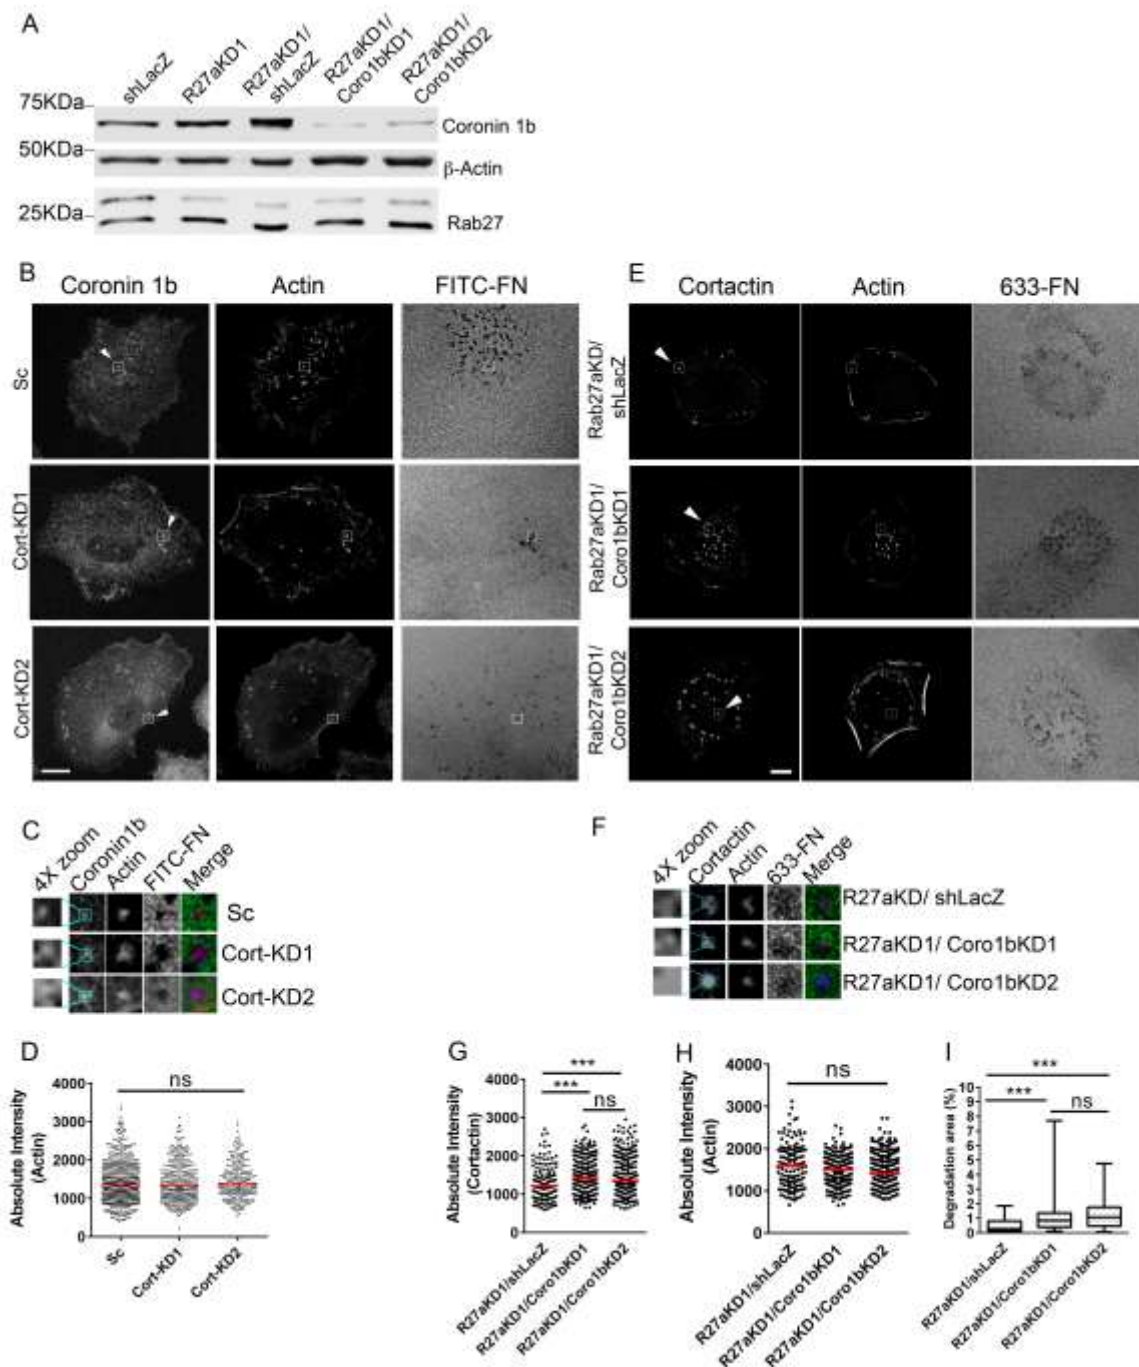 A
shLacZ
R27aKD1
R27aKD1/
shLacZ
R27aKD1/
Coro1bKD1
R27aKD1/
Coro1bKD2
75KDa
Coronin 1b
50KDa
β-Actin
25KDa
Rab27
B
Coronin 1b
Actin
FITC-FN
Sc
Cort-KD1
Cort-KD2
E
Cortactin
Actin
633-FN
Rab27aKD/
shLacZ
Rab27aKD1/
Coro1bKD1
Rab27aKD1/
Coro1bKD2
C
4X zoom
Coronin1b
Actin
FITC-FN
Merge
Sc
Cort-KD1
Cort-KD2
F
4X zoom
Cortactin
Actin
633-FN
Merge
R27aKD/ shLacZ
R27aKD1/ Coro1bKD1
R27aKD1/ Coro1bKD2
D
Absolute Intensity
(Actin)
4000
3000
2000
1000
0
ns
Sc
Cort-KD1
Cort-KD2
G
Absolute Intensity
(Cortactin)
4000
3000
2000
1000
0
***
***
ns
R27aKD1/shLacZ
R27aKD1/Coro1bKD1
R27aKD1/Coro1bKD2
H
Absolute Intensity
(Actin)
4000
3000
2000
1000
0
ns
R27aKD1/shLacZ
R27aKD1/Coro1bKD1
R27aKD1/Coro1bKD2
I
Degradation area (%)
10
9
8
7
6
5
4
3
2
1
0
***
***
ns
R27aKD1/shLacZ
R27aKD1/Coro1bKD1
R27aKD1/Coro1bKD2